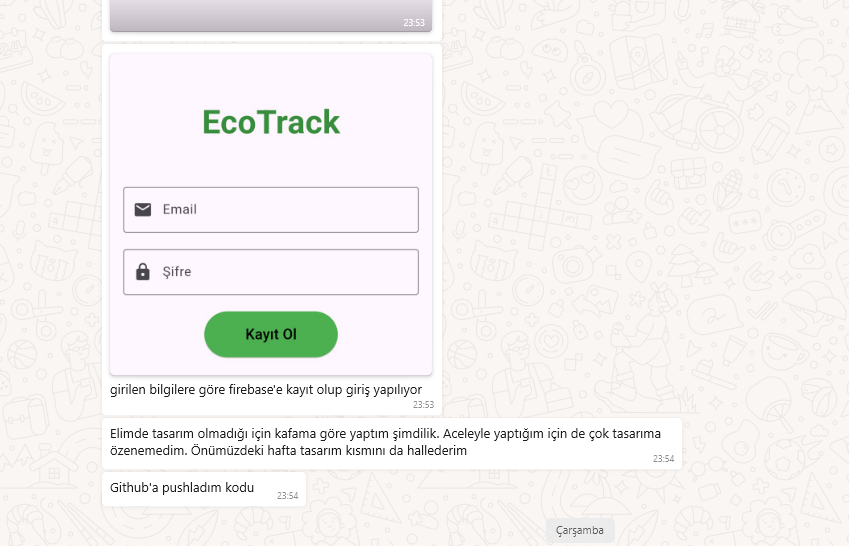 23:53
EcoTrack
Email
Şifre
Kayıt Ol
girilen bilgilere göre firebase'e kayıt olup giriş yapılıyor
23:53
Elimde tasarım olmadığı için kafama göre yaptım şimdilik. Aceleyle yaptığım için de çok tasarıma
özenemedim. Önümüzdeki hafta tasarım kısmını da hallederim
23:54
Github'a pushladım kodu
23:54
Çarşamba